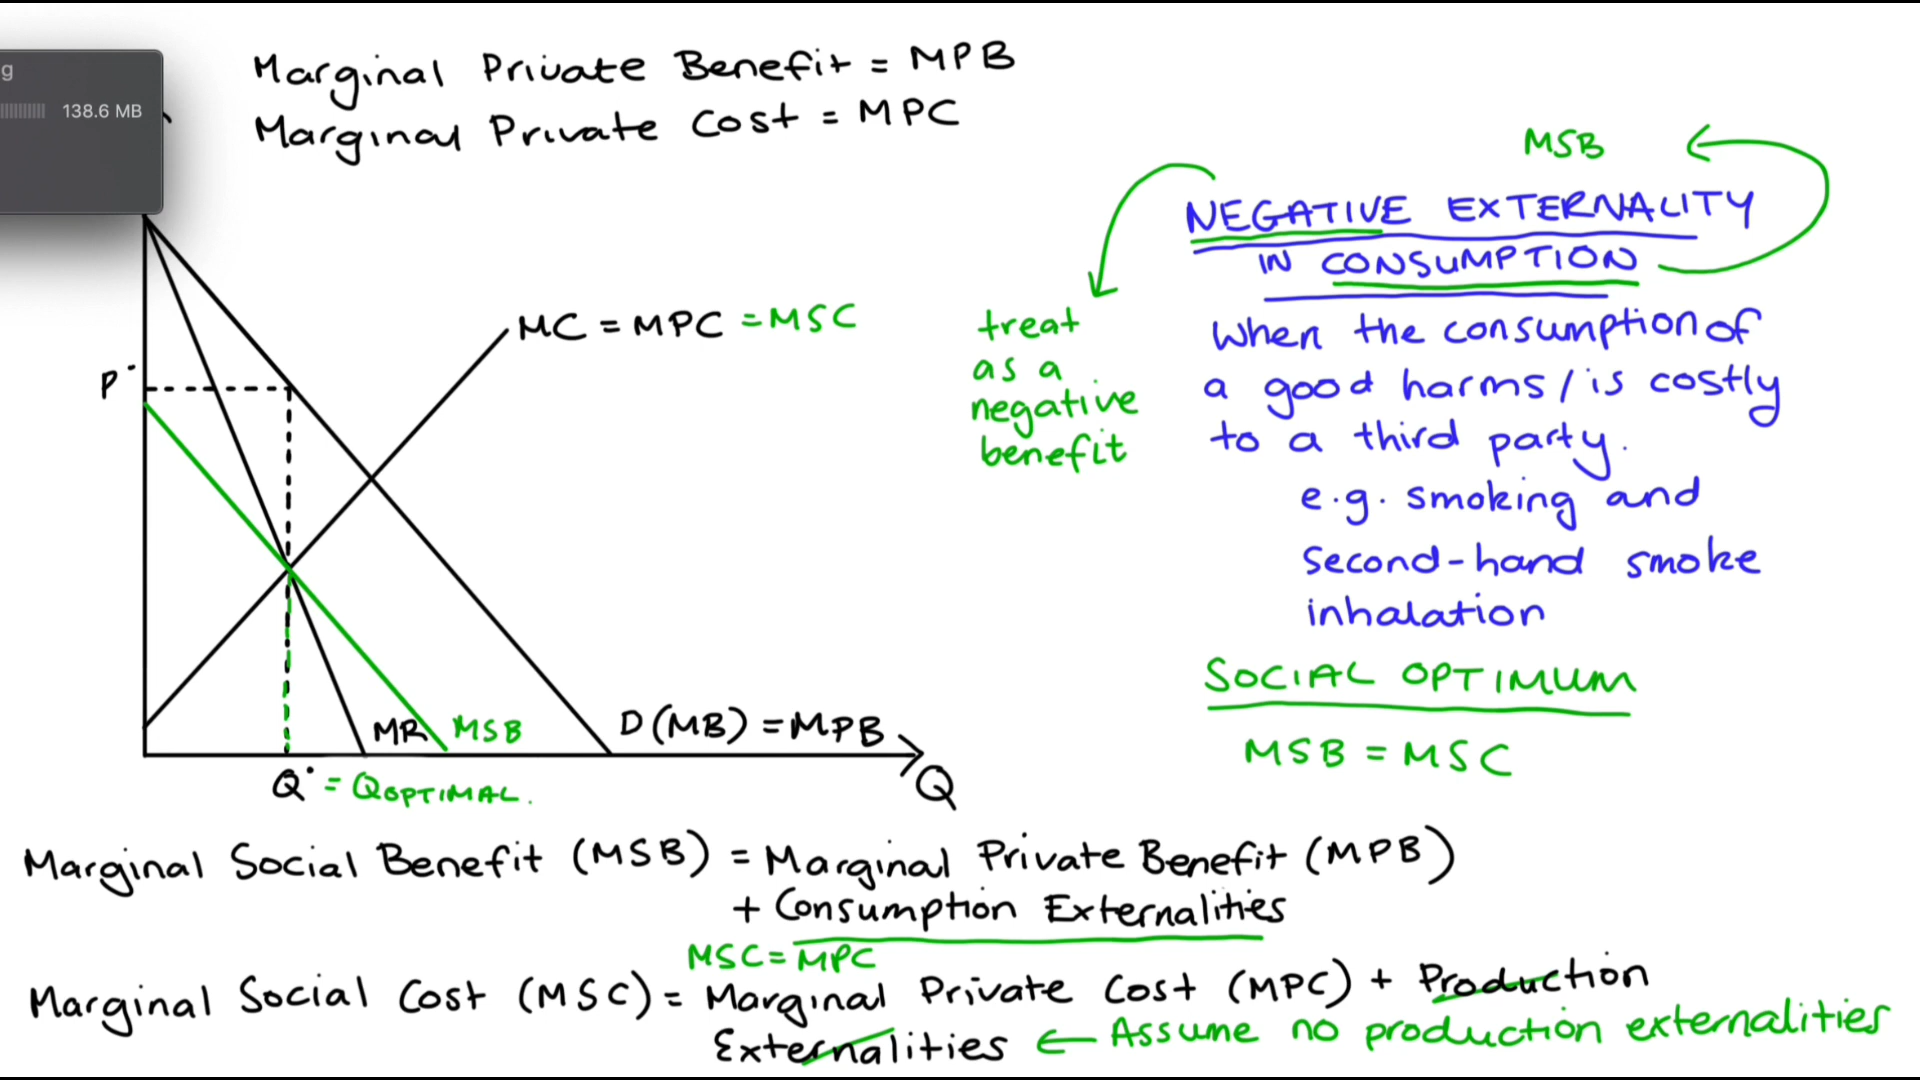 g
138.6 MB
Marginal Private Benefit = MPB
Marginal Private Cost = MPC
MSB
NEGATIVE EXTERNALITY
IN CONSUMPTION
treat
as a
negative
benefit
When the consumption of
a good harms / is costly
to a third party.
e.g. smoking and
second-hand smoke
inhalation
SOCIAL OPTIMUM
MSB = MSC
MC = MPC = MSC
P*
MR
MSB
D (MB) = MPB
Q* = QOPTIMAL.
Q
Marginal Social Benefit (MSB) = Marginal Private Benefit (MPB)
+ Consumption Externalities
MSC = MPC
Marginal Social Cost (MSC) = Marginal Private Cost (MPC) + Production
Externalities ← Assume no production externalities